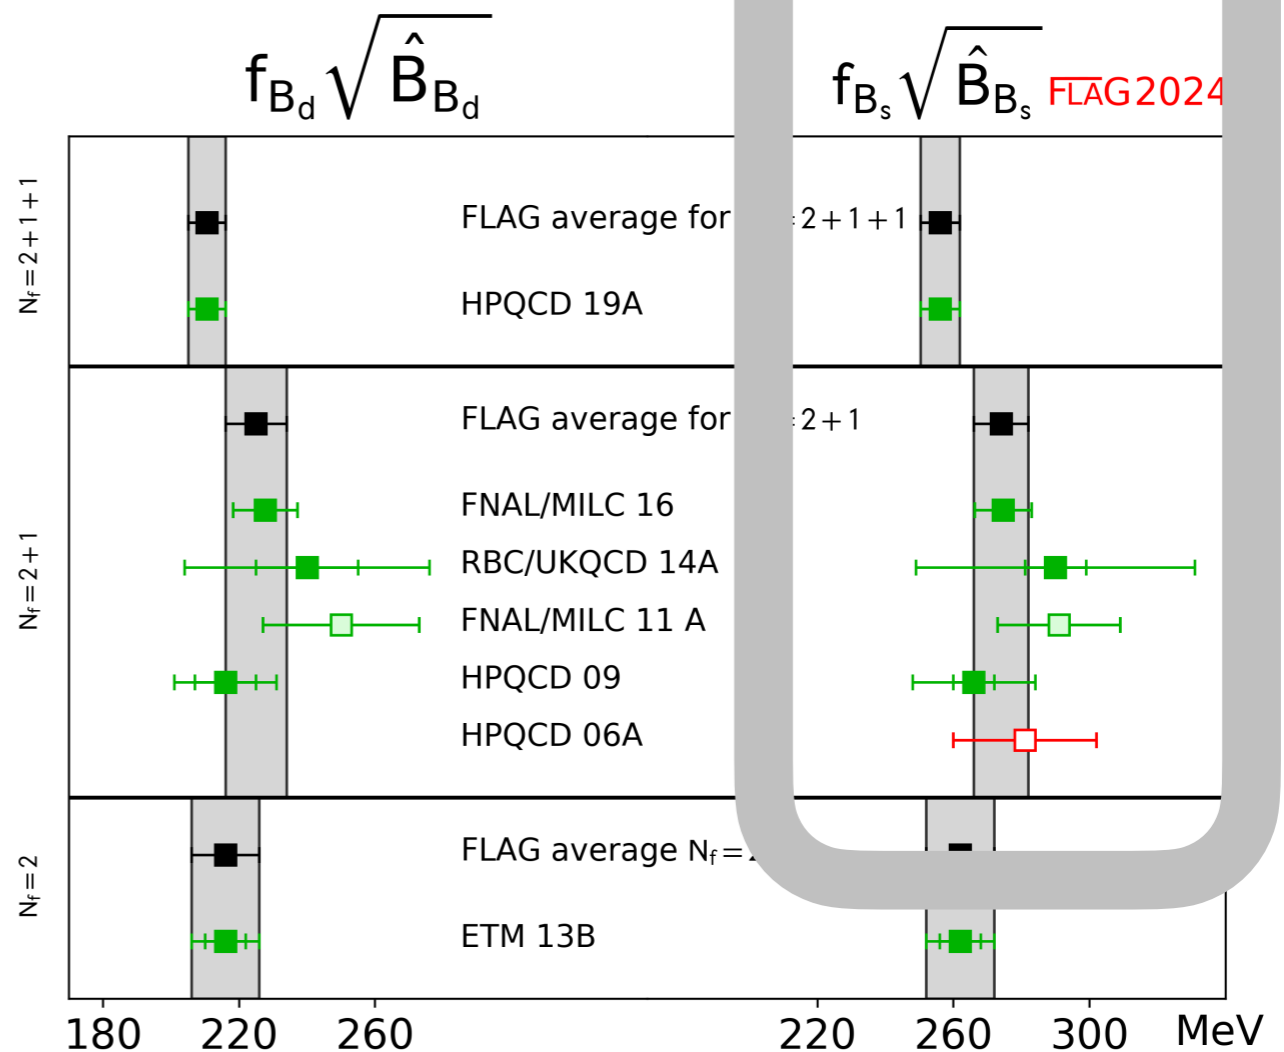 f_{B_d}√B̂_{B_d} f_{B_s}√B̂_{B_s} FLAG2024
N_f=2+1+1
FLAG average for =2+1+1
HPQCD 19A
N_f=2+1
FLAG average for =2+1
FNAL/MILC 16
RBC/UKQCD 14A
FNAL/MILC 11 A
HPQCD 09
HPQCD 06A
N_f=2
FLAG average N_f=
ETM 13B
180 220 260 220 260 300 MeV